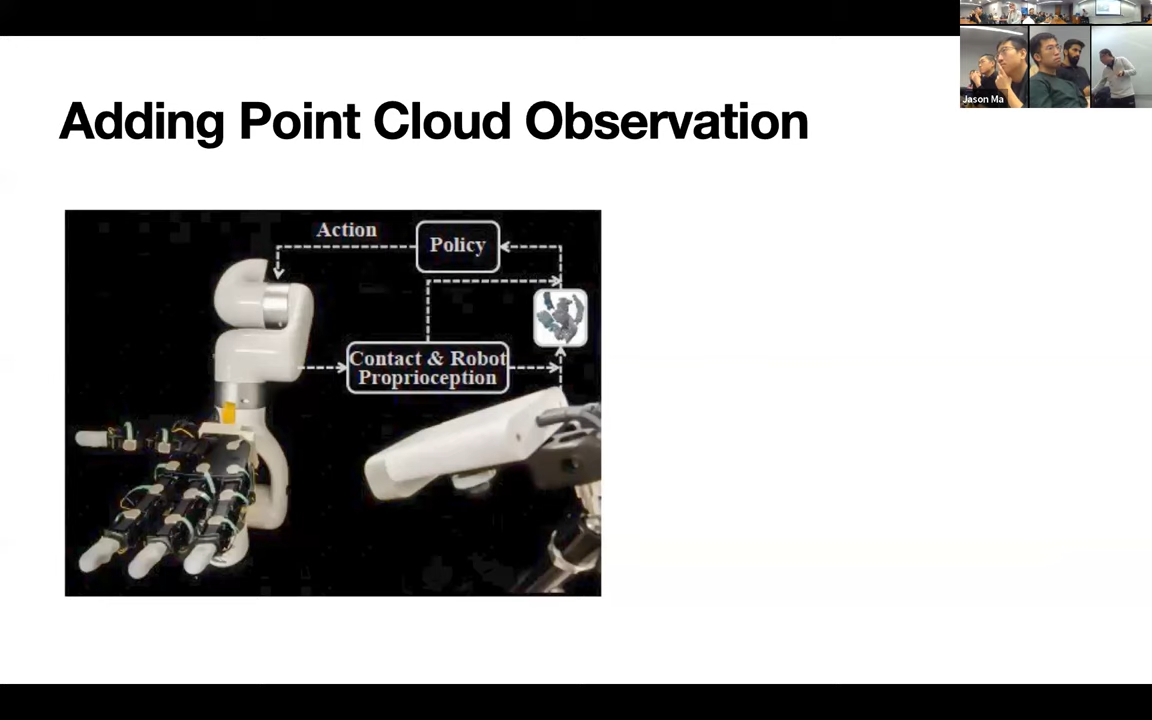 Jason Ma
Adding Point Cloud Observation
Action
Policy
Contact & Robot
Proprioception